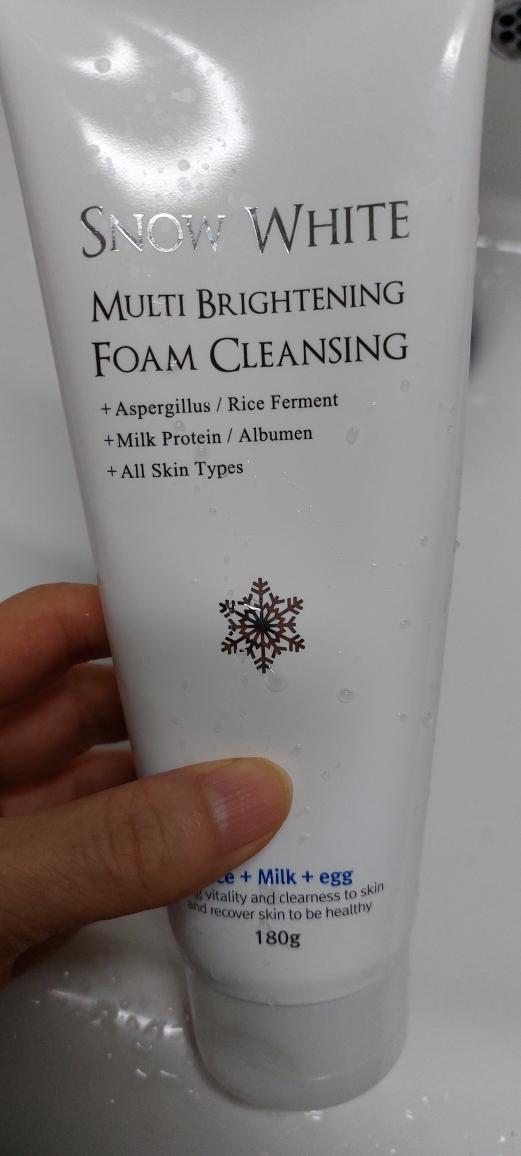 SNOW WHITE
MULTI BRIGHTENING
FOAM CLEANSING
+Aspergillus / Rice Ferment
+Milk Protein / Albumen
+All Skin Types
+ Milk + egg
vitality and clearness to skin
and recover skin to be healthy
180g